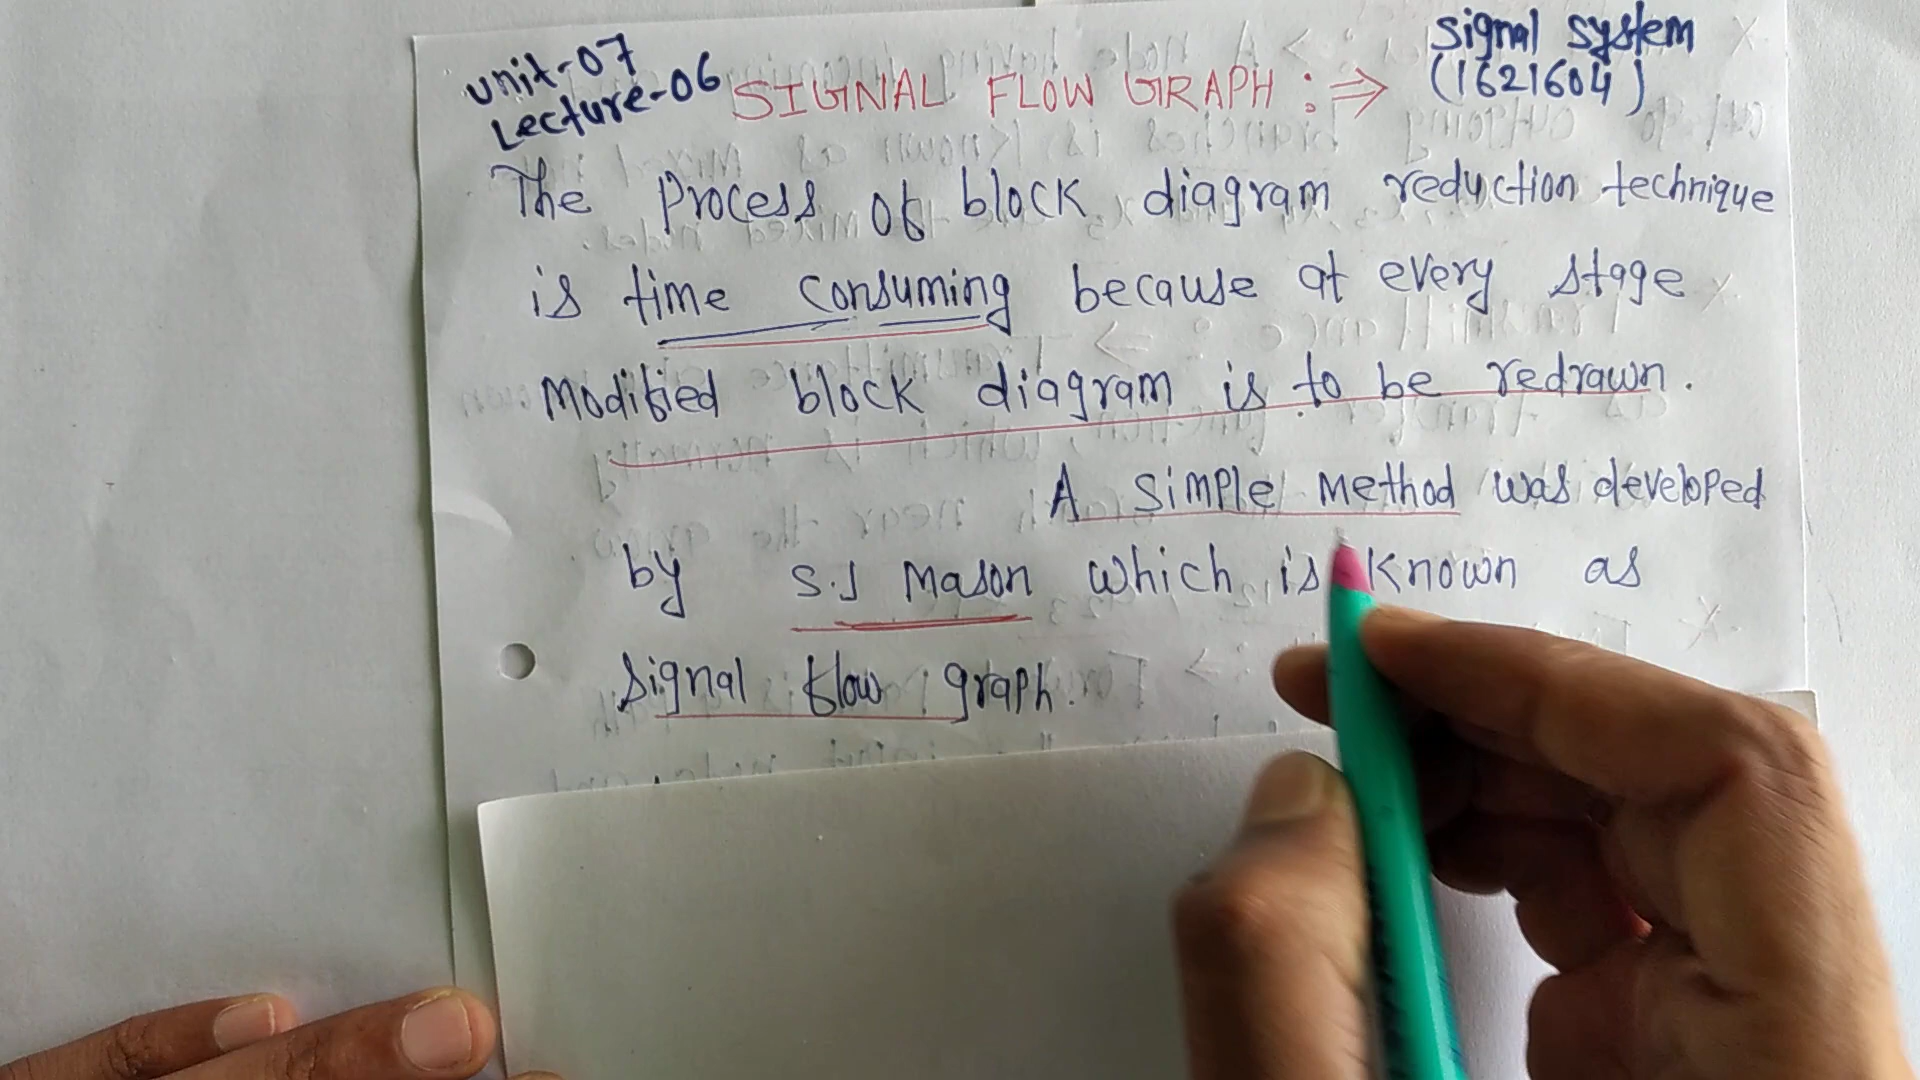 Unit-07
Lecture-06
SIGNAL FLOW GRAPH :⇒
Signal System
(1621604)
The Process of block diagram reduction technique
is time consuming because at every stage
Modified block diagram is to be redrawn.
A simple method was developed
by S.J Mason which is known as
signal flow graph.